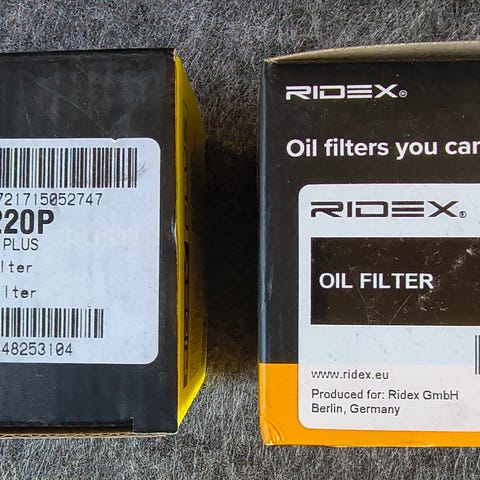 721715052747
220P
PLUS
lter
lter
48253104
RIDEX®
Oil filters you can
RIDEX®
OIL FILTER
www.ridex.eu
Produced for: Ridex GmbH
Berlin, Germany